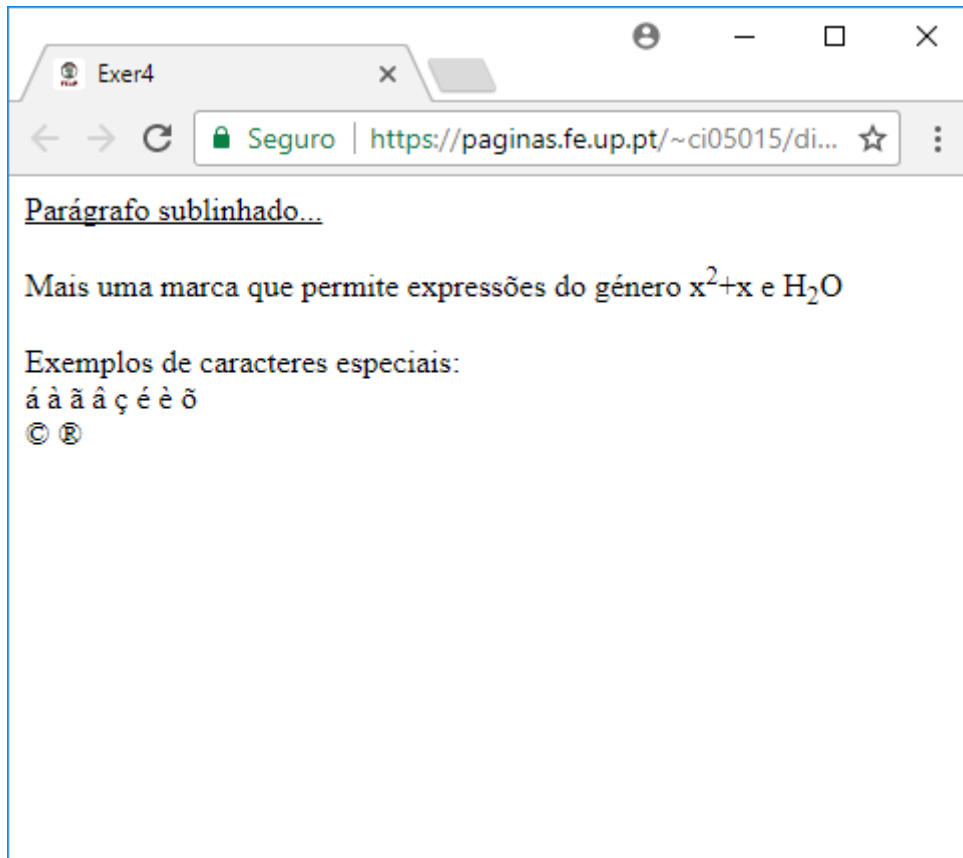 Exer4
Seguro | https://paginas.fe.up.pt/~ci05015/di...
Parágrafo sublinhado...
Mais uma marca que permite expressões do género x²+x e H₂O
Exemplos de caracteres especiais:
á à ã â ç é è õ
© ®